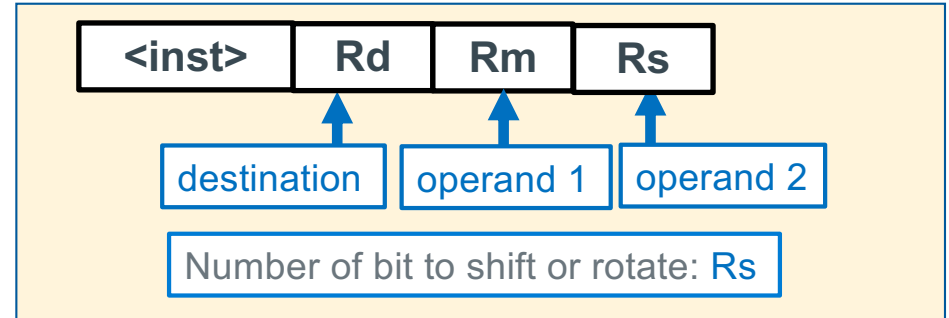 <inst> Rd Rm Rs
destination operand 1 operand 2
Number of bit to shift or rotate: Rs